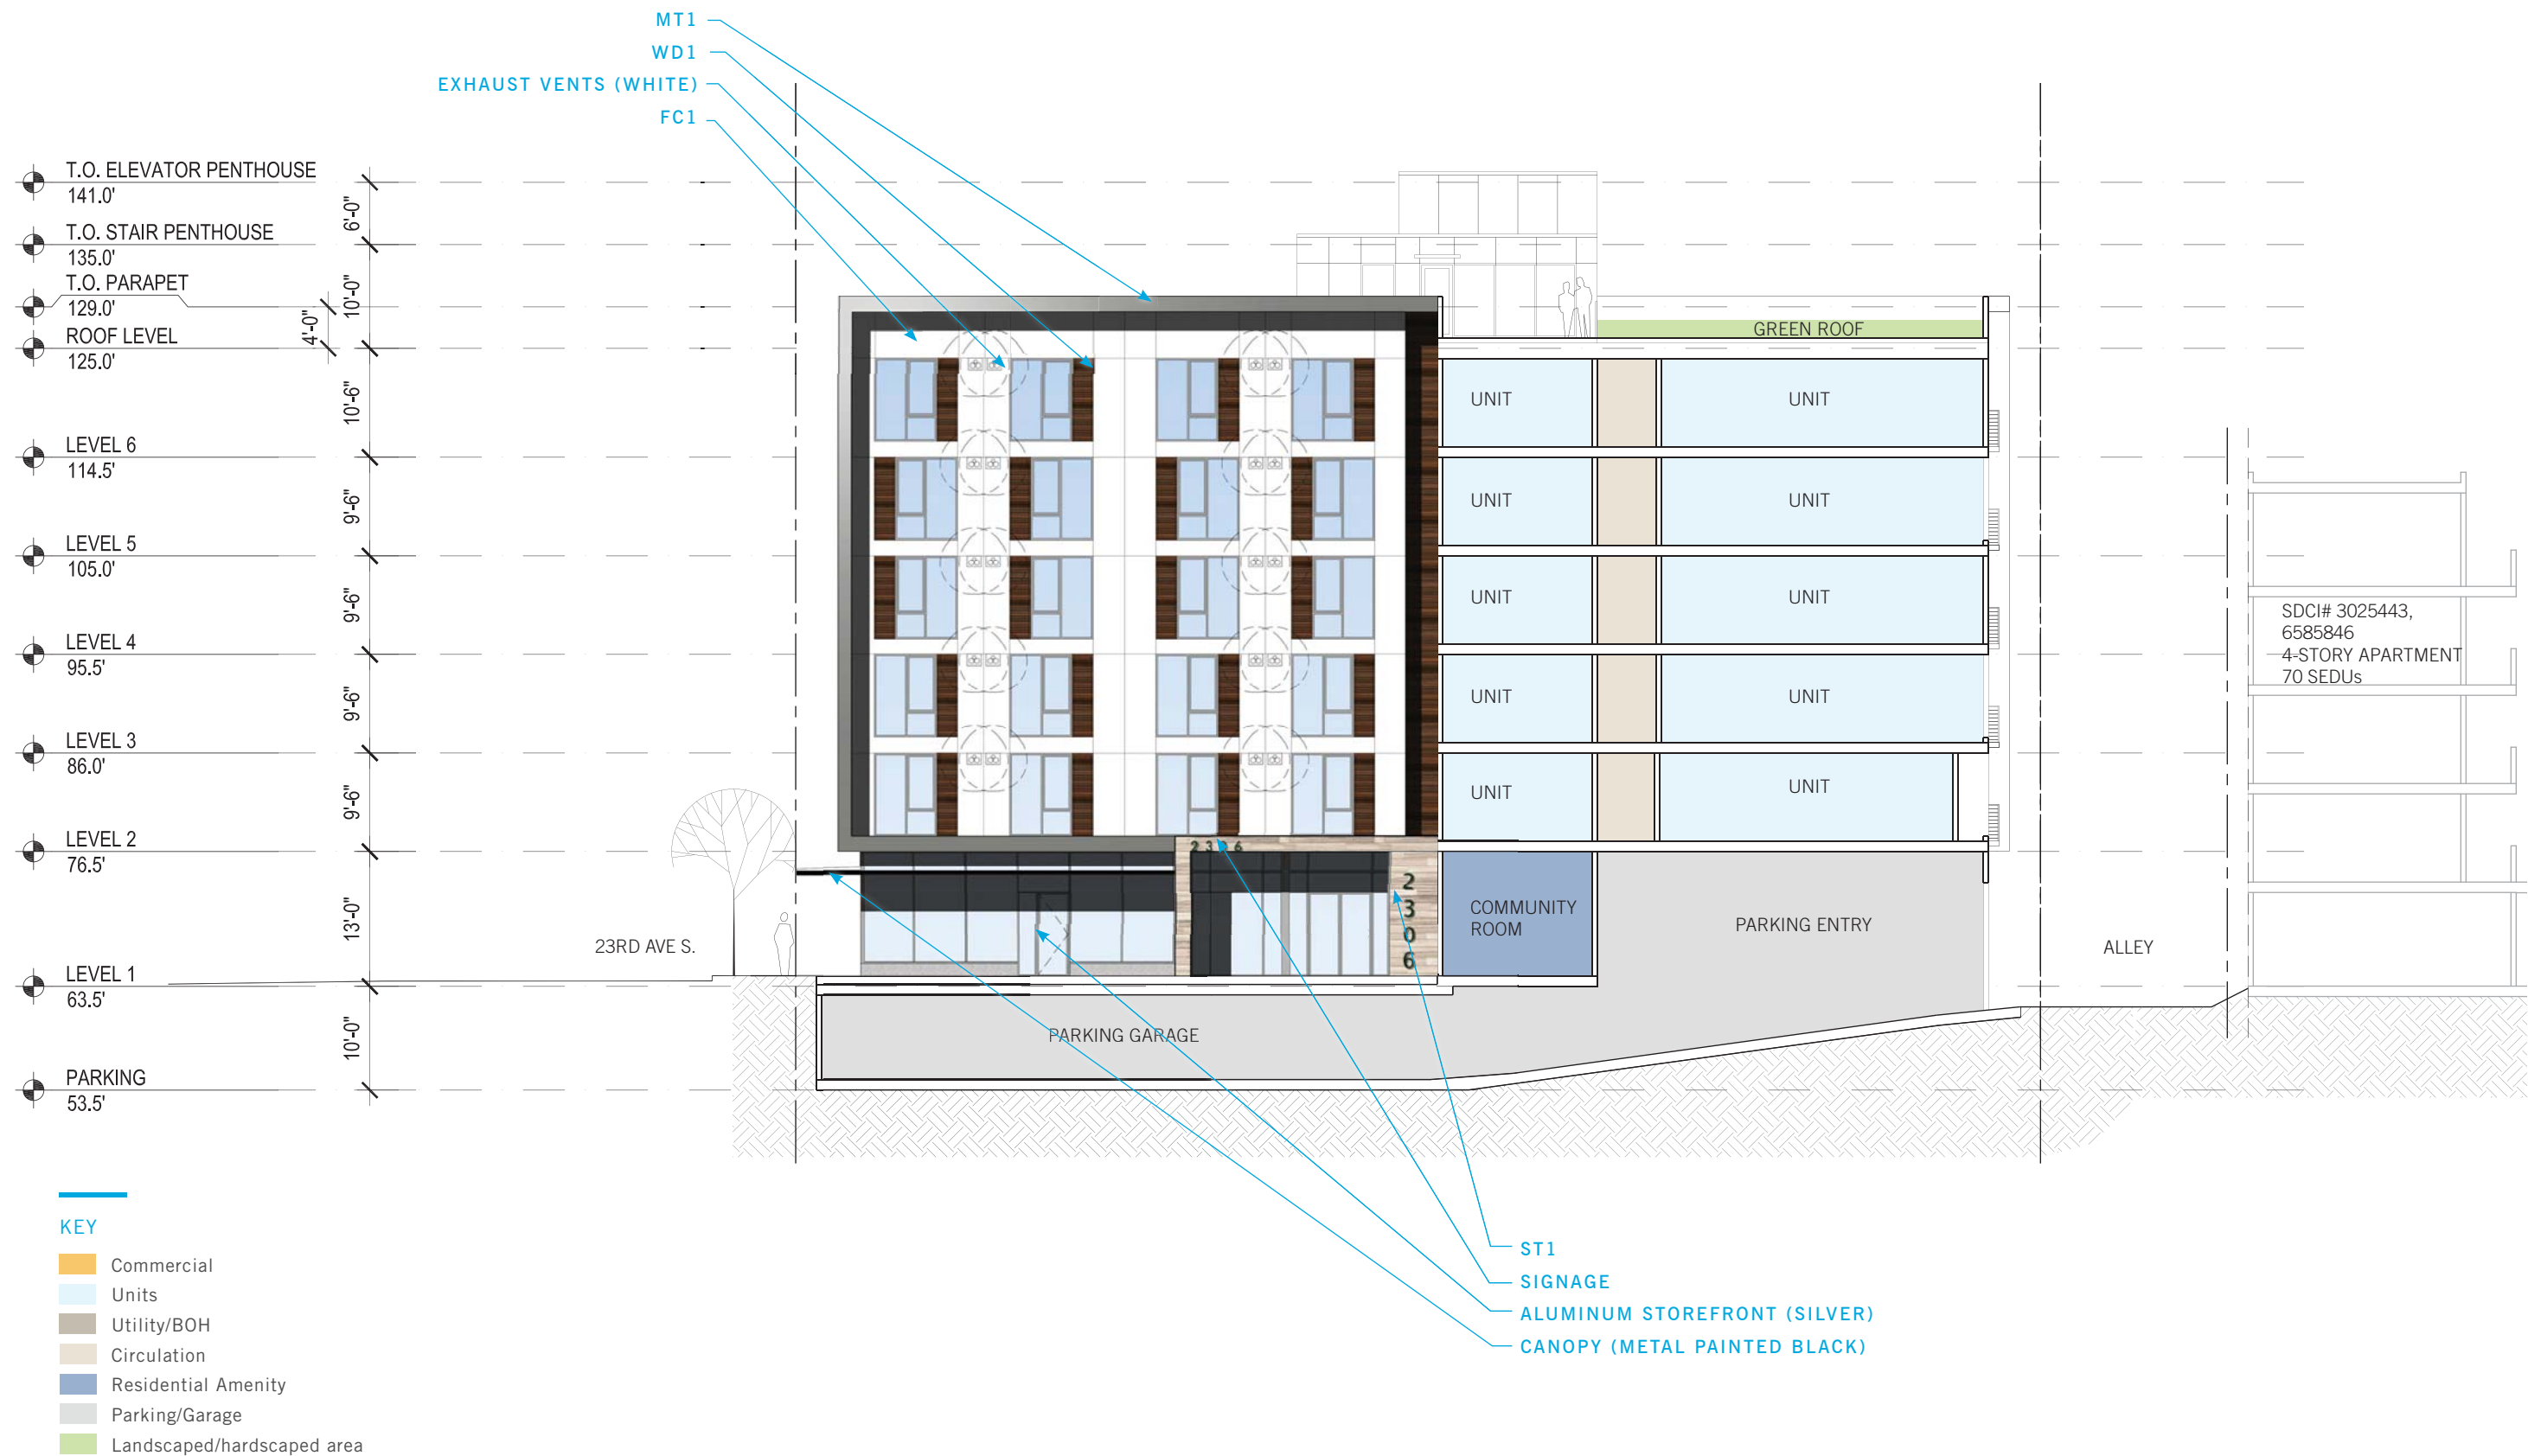 MT1
WD1
EXHAUST VENTS (WHITE)
FC1
T.O. ELEVATOR PENTHOUSE
141.0'
6'-0"
T.O. STAIR PENTHOUSE
135.0'
10'-0"
T.O. PARAPET
129.0'
4'-0"
ROOF LEVEL
125.0'
10'-6"
LEVEL 6
114.5'
9'-6"
LEVEL 5
105.0'
9'-6"
LEVEL 4
95.5'
9'-6"
LEVEL 3
86.0'
9'-6"
LEVEL 2
76.5'
13'-0"
LEVEL 1
63.5'
10'-0"
PARKING
53.5'
GREEN ROOF
UNIT
UNIT
UNIT
UNIT
UNIT
UNIT
UNIT
UNIT
UNIT
UNIT
2306
COMMUNITY
ROOM
PARKING ENTRY
23RD AVE S.
ALLEY
PARKING GARAGE
SDCI# 3025443,
6585846
4-STORY APARTMENT
70 SEDUs
ST1
SIGNAGE
ALUMINUM STOREFRONT (SILVER)
CANOPY (METAL PAINTED BLACK)
KEY
Commercial
Units
Utility/BOH
Circulation
Residential Amenity
Parking/Garage
Landscaped/hardscaped area